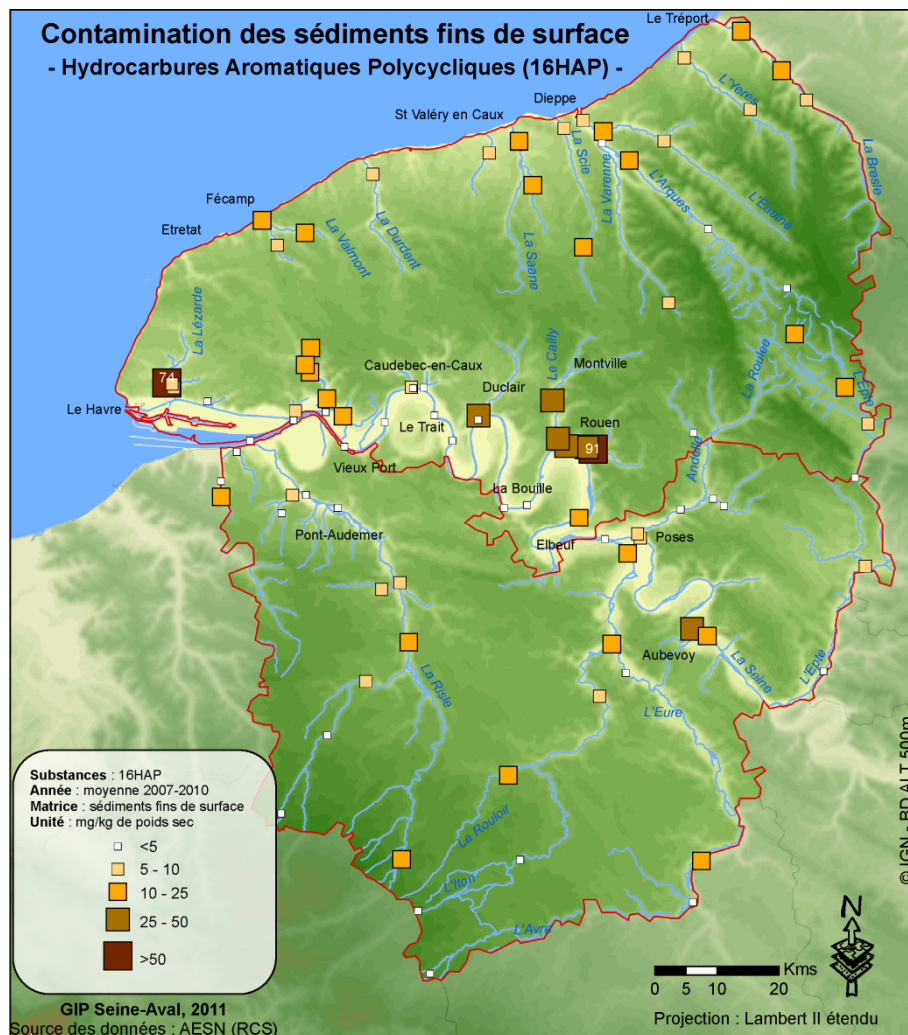 Contamination des sédiments fins de surface
- Hydrocarbures Aromatiques Polycycliques (16HAP) -
Le Tréport
Dieppe
St Valéry en Caux
Fécamp
Etretat
L'Yeres
La Bresle
La Scie
La Varenne
L'Arques
L'Eaulne
La Valmont
La Durdent
La Saane
La Lézarde
74
Le Havre
Caudebec-en-Caux
Duclair
Le Cailly
Montville
La Roulee
L'Epte
Le Trait
Rouen
91
Vieux Port
La Bouille
Andelle
Pont-Audemer
Elbeuf
Poses
Aubevoy
La Seine
L'Epte
La Risle
L'Eure
Le Rouloir
L'Iton
L'Avre
Substances : 16HAP
Année : moyenne 2007-2010
Matrice : sédiments fins de surface
Unité : mg/kg de poids sec
<5
5 - 10
10 - 25
25 - 50
>50
GIP Seine-Aval, 2011
Source des données : AESN (RCS)
© IGN - BD ALT 500m
N
Kms
0 5 10 20
Projection : Lambert II étendu